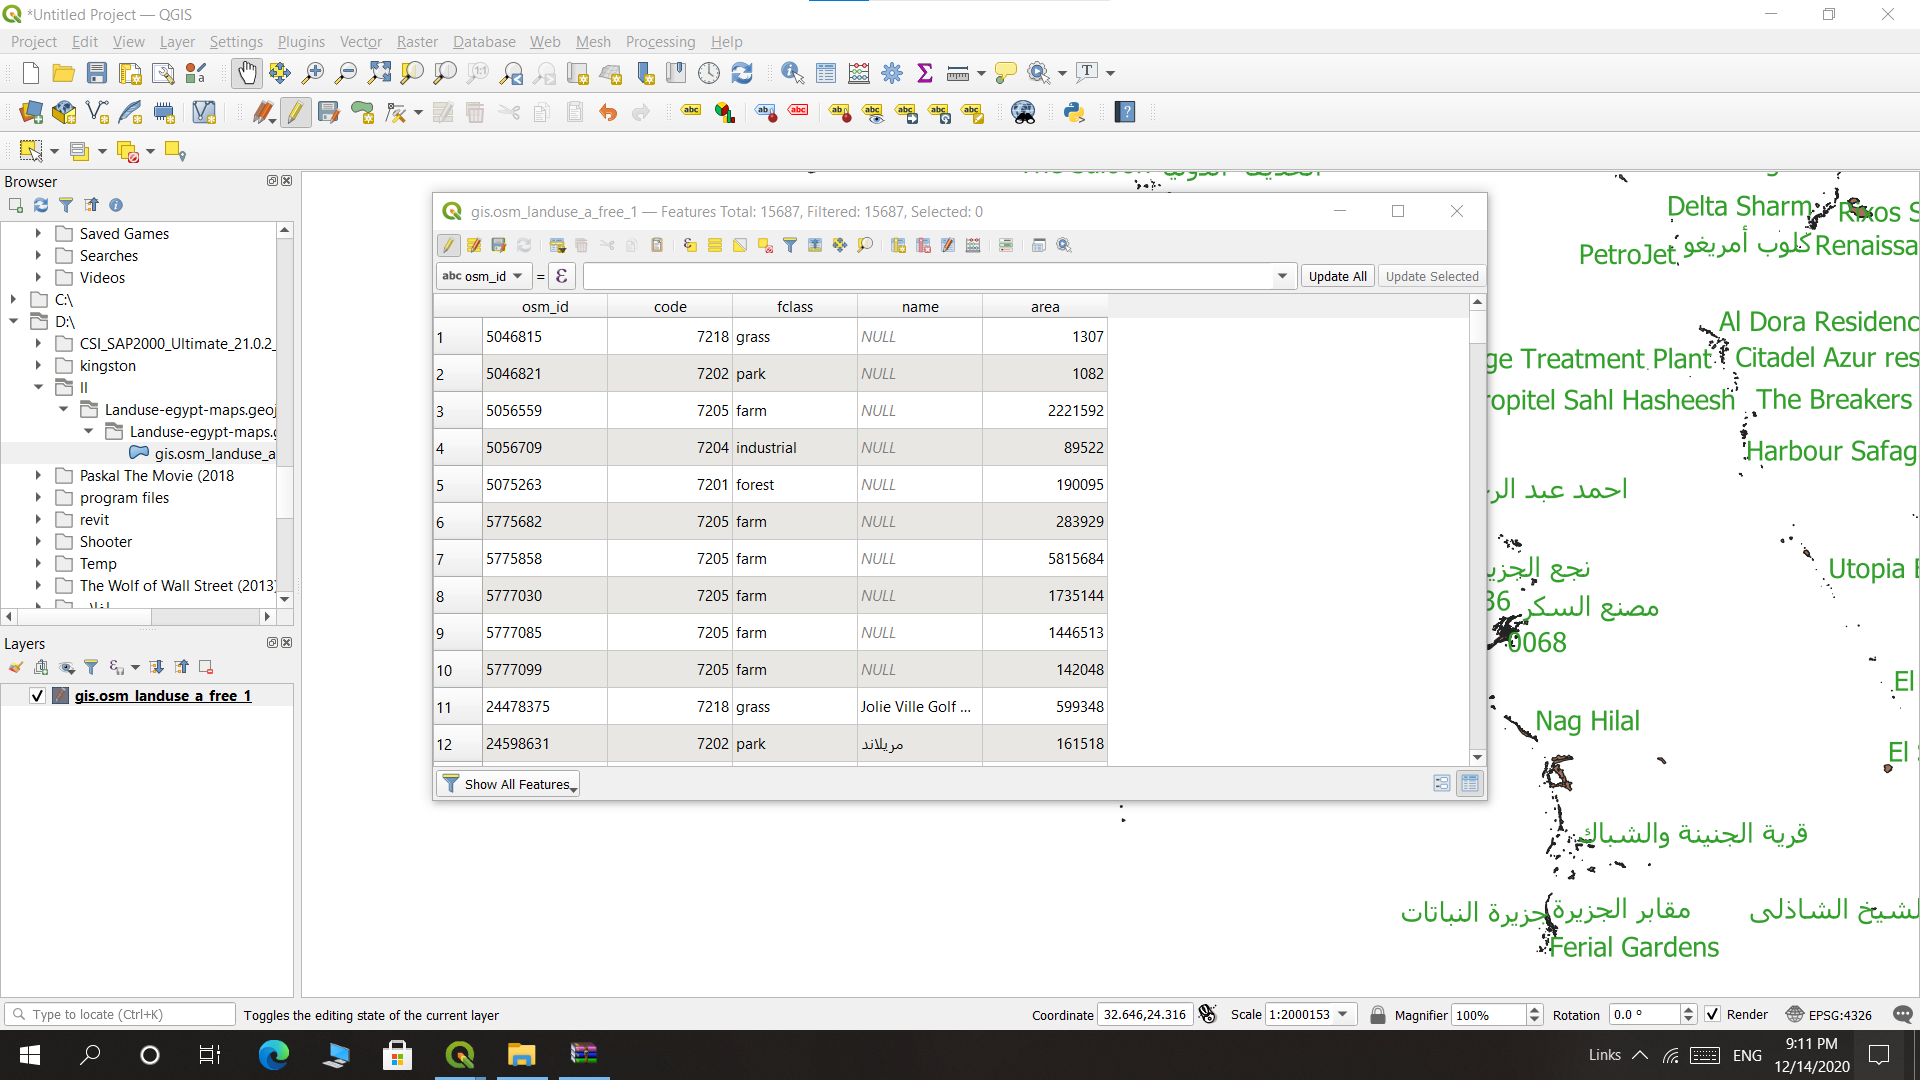 *Untitled Project — QGIS
Project Edit View Layer Settings Plugins Vector Raster Database Web Mesh Processing Help
Browser
Saved Games
Searches
Videos
C:\
D:\
CSI_SAP2000_Ultimate_21.0.2_
kingston
II
Landuse-egypt-maps.geoj
Landuse-egypt-maps.
gis.osm_landuse_a
Paskal The Movie (2018
program files
revit
Shooter
Temp
The Wolf of Wall Street (2013)
Layers
gis.osm_landuse_a_free_1
gis.osm_landuse_a_free_1 — Features Total: 15687, Filtered: 15687, Selected: 0
abc osm_id = ε Update All Update Selected
osm_id code fclass name area
1 5046815 7218 grass NULL 1307
2 5046821 7202 park NULL 1082
3 5056559 7205 farm NULL 2221592
4 5056709 7204 industrial NULL 89522
5 5075263 7201 forest NULL 190095
6 5775682 7205 farm NULL 283929
7 5775858 7205 farm NULL 5815684
8 5777030 7205 farm NULL 1735144
9 5777085 7205 farm NULL 1446513
10 5777099 7205 farm NULL 142048
11 24478375 7218 grass Jolie Ville Golf ... 599348
12 24598631 7202 park مريلاند 161518
Show All Features
Delta Sharm
Rixos S
PetroJet
كلوب أمريغو
Renaissa
Al Dora Residenc
ge Treatment Plant
Citadel Azur res
ropitel Sahl Hasheesh
The Breakers
Harbour Safag
احمد عبد الر
نجع الجزي
Utopia
36
مصنع السكر
0068
El
Nag Hilal
El
قرية الجنينة والشباك
جزيرة النباتات
مقابر الجزيرة
لشيخ الشاذلى
Ferial Gardens
Type to locate (Ctrl+K) Toggles the editing state of the current layer Coordinate 32.646,24.316 Scale 1:2000153 Magnifier 100% Rotation 0.0 ° Render EPSG:4326
Links ENG 9:11 PM
12/14/2020